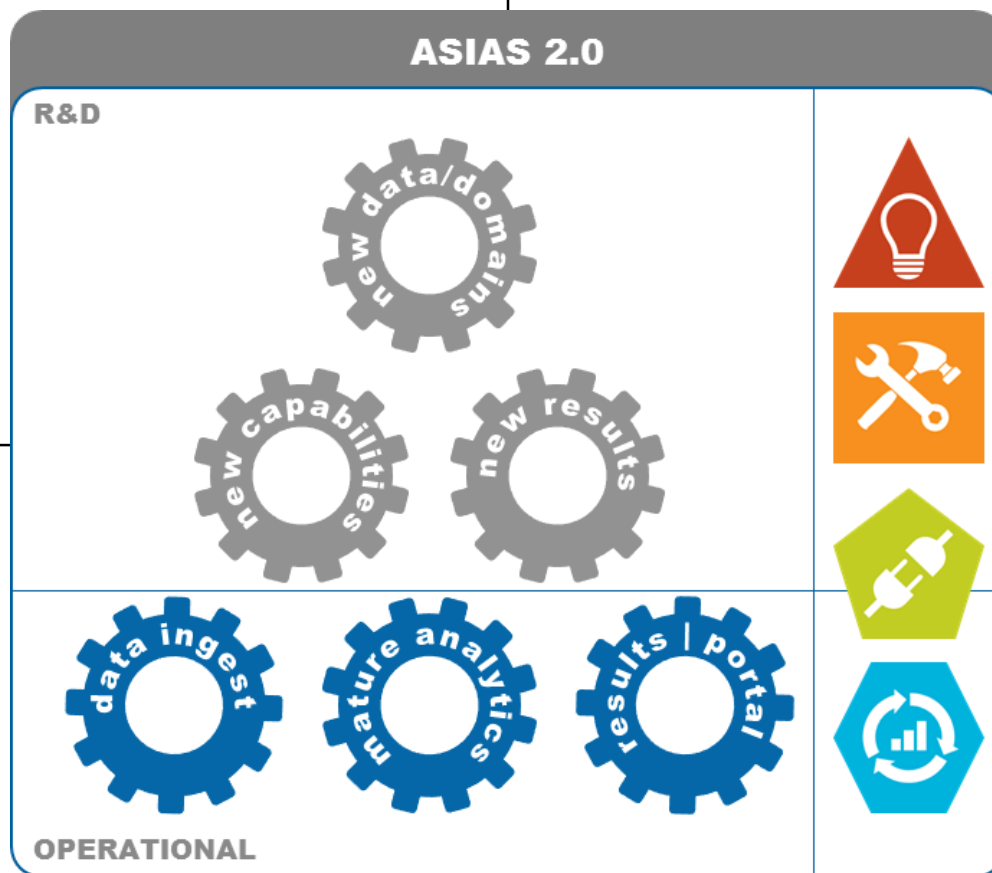 ASIAS 2.0
R&D
new data/domains
new capabilities
new results
data ingest
mature analytics
results | portal
OPERATIONAL